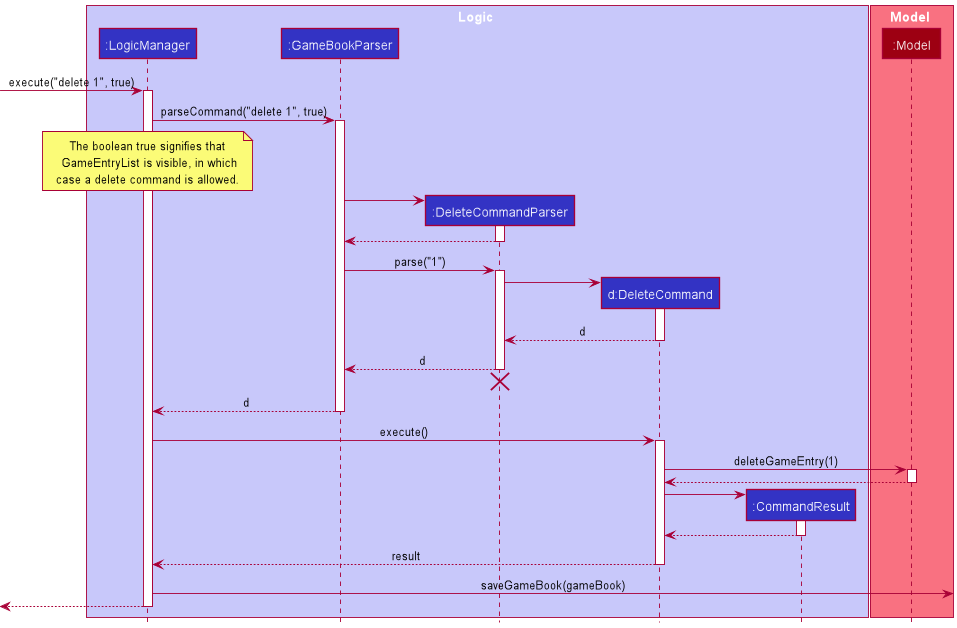 Logic
Model
:LogicManager
:GameBookParser
:Model
execute("delete 1", true)
parseCommand("delete 1", true)
The boolean true signifies that
GameEntryList is visible, in which
case a delete command is allowed.
:DeleteCommandParser
parse("1")
d:DeleteCommand
d
d
d
execute()
deleteGameEntry(1)
:CommandResult
result
saveGameBook(gameBook)